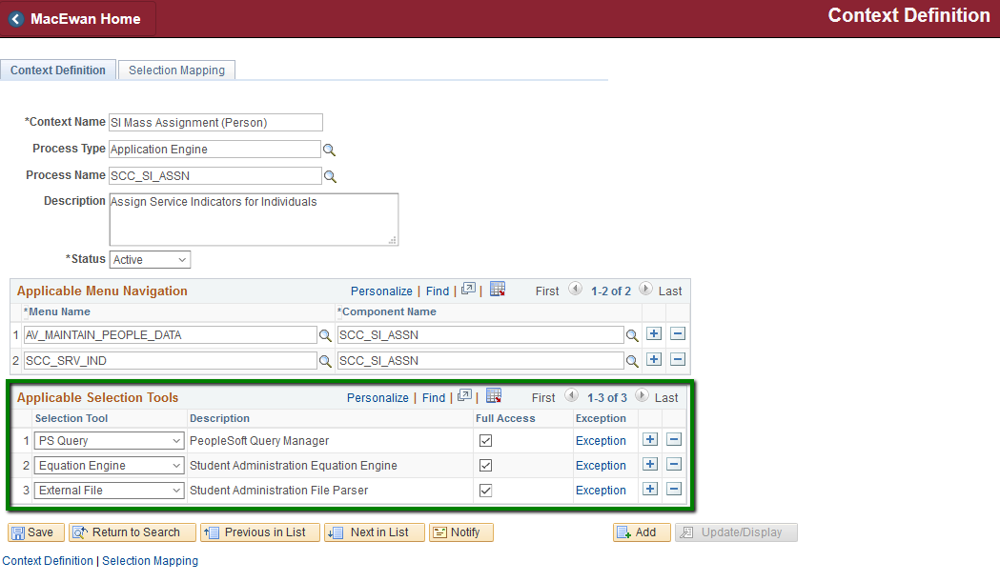 MacEwan Home
Context Definition
Context Definition Selection Mapping
*Context Name SI Mass Assignment (Person)
Process Type Application Engine
Process Name SCC_SI_ASSN
Description Assign Service Indicators for Individuals
*Status Active
Applicable Menu Navigation Personalize | Find | | First 1-2 of 2 Last
*Menu Name *Component Name
1 AV_MAINTAIN_PEOPLE_DATA SCC_SI_ASSN
2 SCC_SRV_IND SCC_SI_ASSN
Applicable Selection Tools Personalize | Find | | First 1-3 of 3 Last
Selection Tool Description Full Access Exception
1 PS Query PeopleSoft Query Manager Exception
2 Equation Engine Student Administration Equation Engine Exception
3 External File Student Administration File Parser Exception
Save Return to Search Previous in List Next in List Notify Add Update/Display
Context Definition | Selection Mapping